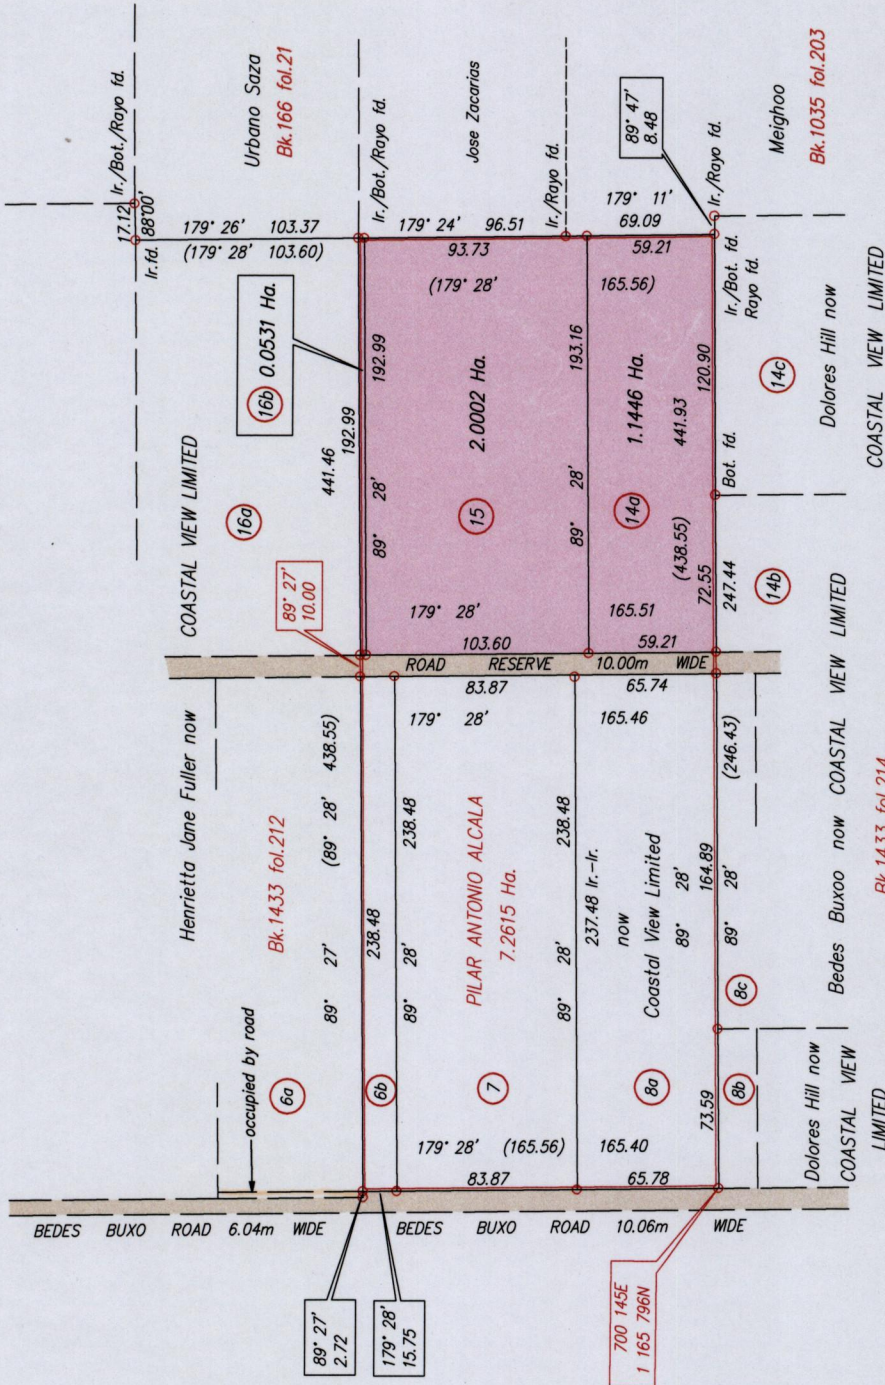 17.12
88°00'
Ir./Bot./Rayo fd.
Ir.fd.
Urbano Saza
Bk.166 fol.21
179° 26' 103.37
(179° 28' 103.60)
COASTAL VIEW LIMITED
16a
16b 0.0531 Ha.
441.46
192.99
192.99
89° 28'
Ir./Bot./Rayo fd.
Jose Zacarias
179° 24' 96.51
93.73
(179° 28' 165.56)
Ir./Rayo fd.
15
2.0002 Ha.
179° 28' 165.51
103.60
59.21
89° 28' 193.16
179° 11'
69.09
59.21
89° 47'
8.48
Ir./Rayo fd.
14a
1.1446 Ha.
441.93
(438.55)
72.55
120.90
Ir./Bot. fd.
Rayo fd.
Bot. fd.
Meighoo
Bk.1035 fol.203
247.44
14b
14c
Dolores Hill now
COASTAL VIEW LIMITED
89° 27'
10.00
ROAD RESERVE 10.00m WIDE
Henrietta Jane Fuller now
Bk.1433 fol.212
89° 27' (89° 28' 438.55)
238.48
occupied by road
6a
6b
89° 28' 238.48
83.87
65.74
179° 28' 165.46
PILAR ANTONIO ALCALA
7.2615 Ha.
7
89° 28' 238.48
237.48 Ir.-Ir.
now
Coastal View Limited
8a
89° 28'
164.89
73.59
89° 28' (246.43)
8b
8c
179° 28' (165.56) 165.40
83.87
65.78
Dolores Hill now
COASTAL VIEW
LIMITED
Bedes Buxoo now COASTAL VIEW LIMITED
BEDES BUXO ROAD 6.04m WIDE
BEDES BUXO ROAD 10.06m WIDE
89° 27'
2.72
179° 28'
15.75
700 145E
1 165 796N